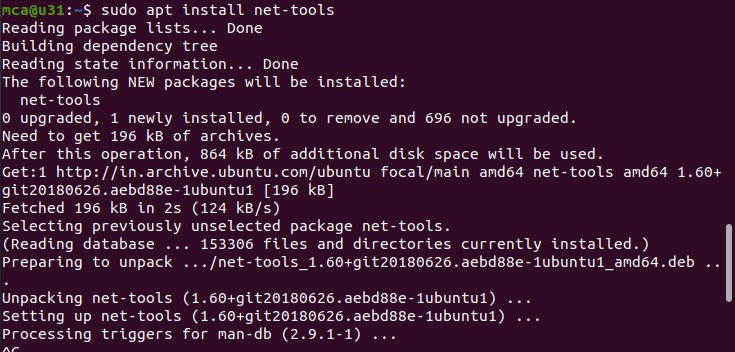 mca@u31:~$ sudo apt install net-tools
Reading package lists... Done
Building dependency tree
Reading state information... Done
The following NEW packages will be installed:
  net-tools
0 upgraded, 1 newly installed, 0 to remove and 696 not upgraded.
Need to get 196 kB of archives.
After this operation, 864 kB of additional disk space will be used.
Get:1 http://in.archive.ubuntu.com/ubuntu focal/main amd64 net-tools amd64 1.60+
git20180626.aebd88e-1ubuntu1 [196 kB]
Fetched 196 kB in 2s (124 kB/s)
Selecting previously unselected package net-tools.
(Reading database ... 153306 files and directories currently installed.)
Preparing to unpack .../net-tools_1.60+git20180626.aebd88e-1ubuntu1_amd64.deb ..
.
Unpacking net-tools (1.60+git20180626.aebd88e-1ubuntu1) ...
Setting up net-tools (1.60+git20180626.aebd88e-1ubuntu1) ...
Processing triggers for man-db (2.9.1-1) ...
^C